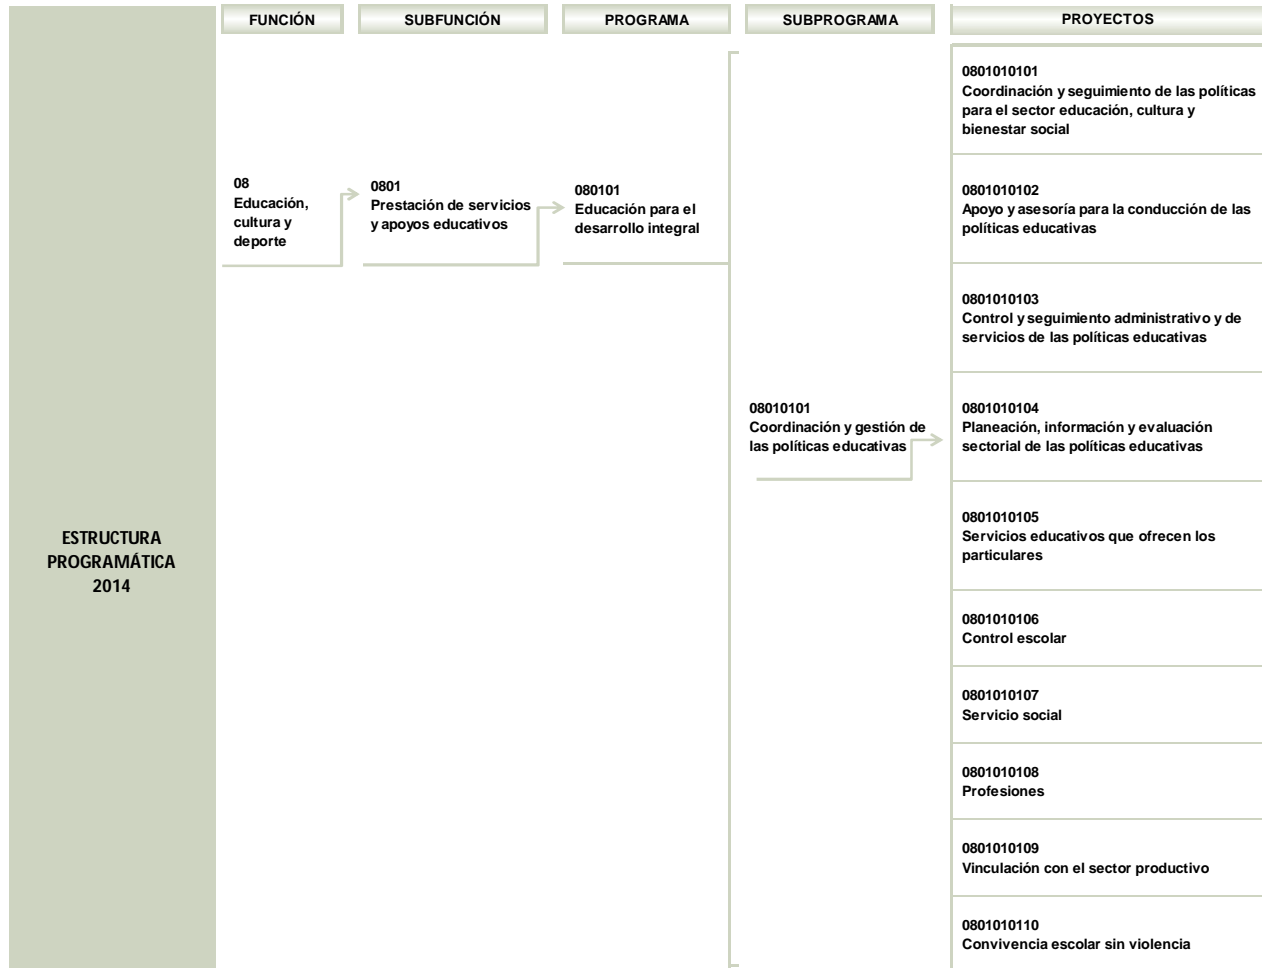 FUNCIÓN
SUBFUNCIÓN
PROGRAMA
SUBPROGRAMA
PROYECTOS
ESTRUCTURA
PROGRAMÁTICA
2014
08
Educación,
cultura y
deporte
0801
Prestación de servicios
y apoyos educativos
080101
Educación para el
desarrollo integral
08010101
Coordinación y gestión de
las políticas educativas
0801010101
Coordinación y seguimiento de las políticas
para el sector educación, cultura y
bienestar social
0801010102
Apoyo y asesoría para la conducción de las
políticas educativas
0801010103
Control y seguimiento administrativo y de
servicios de las políticas educativas
0801010104
Planeación, información y evaluación
sectorial de las políticas educativas
0801010105
Servicios educativos que ofrecen los
particulares
0801010106
Control escolar
0801010107
Servicio social
0801010108
Profesiones
0801010109
Vinculación con el sector productivo
0801010110
Convivencia escolar sin violencia